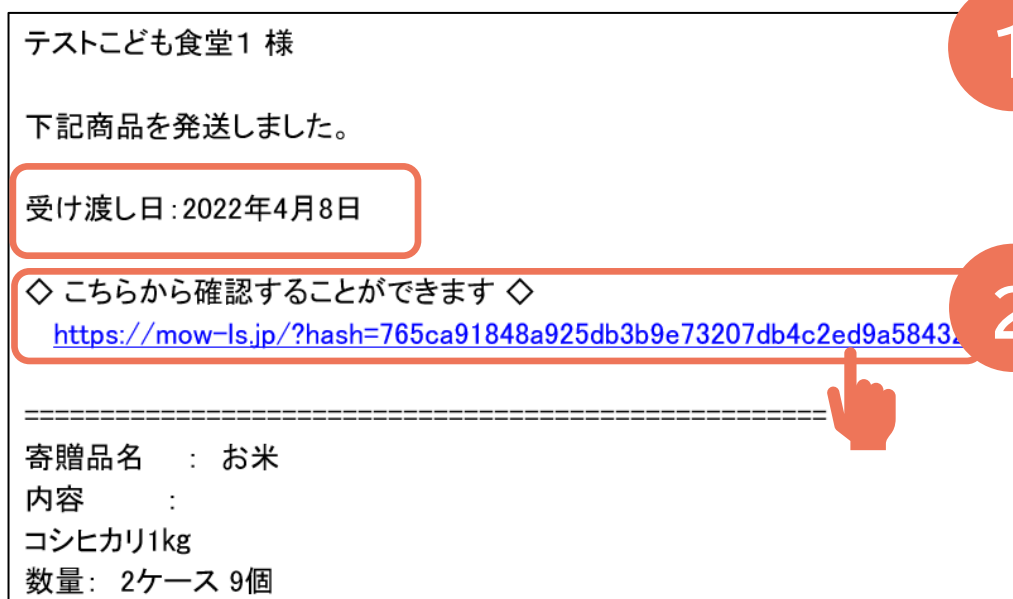 テストこども食堂1 様
1
下記商品を発送しました。
受け渡し日：2022年4月8日
◇ こちらから確認することができます ◇
2
https://mow-ls.jp/?hash=765ca91848a925db3b9e73207db4c2ed9a5843
=====================================================
寄贈品名　：　お米
内容　　：
コシヒカリ1kg
数量：　2ケース 9個